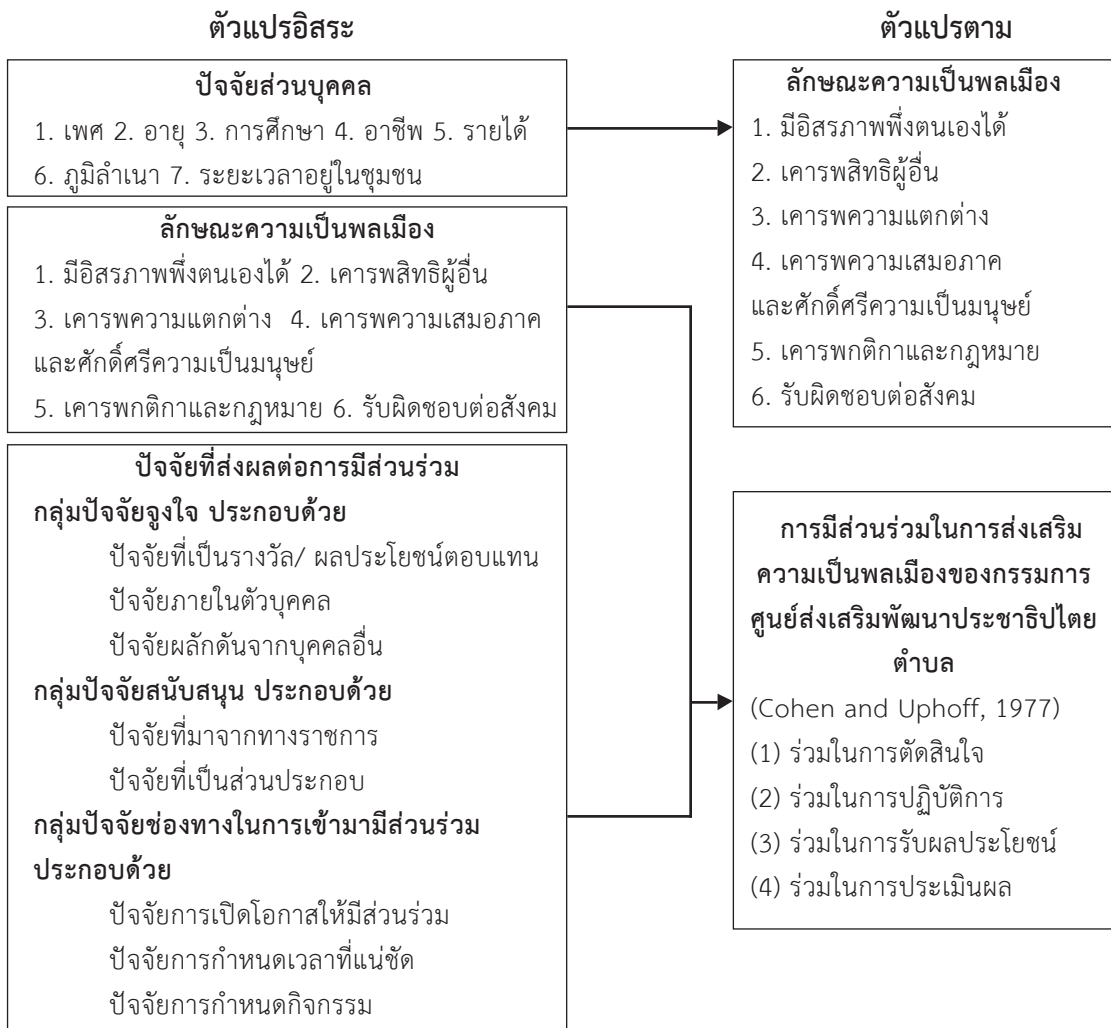 ตัวแปรอิสระ
ปัจจัยส่วนบุคคล
1. เพศ 2. อายุ 3. การศึกษา 4. อาชีพ 5. รายได้
6. ภูมิลำเนา 7. ระยะเวลาอยู่ในชุมชน
ลักษณะความเป็นพลเมือง
1. มีอิสรภาพพึ่งตนเองได้ 2. เคารพสิทธิผู้อื่น
3. เคารพความแตกต่าง 4. เคารพความเสมอภาค
และศักดิ์ศรีความเป็นมนุษย์
5. เคารพกติกาและกฎหมาย 6. รับผิดชอบต่อสังคม
ปัจจัยที่ส่งผลต่อการมีส่วนร่วม
กลุ่มปัจจัยจูงใจ ประกอบด้วย
ปัจจัยที่เป็นรางวัล/ ผลประโยชน์ตอบแทน
ปัจจัยภายในตัวบุคคล
ปัจจัยผลักดันจากบุคคลอื่น
กลุ่มปัจจัยสนับสนุน ประกอบด้วย
ปัจจัยที่มาจากทางราชการ
ปัจจัยที่เป็นส่วนประกอบ
กลุ่มปัจจัยช่องทางในการเข้ามามีส่วนร่วม
ประกอบด้วย
ปัจจัยการเปิดโอกาสให้มีส่วนร่วม
ปัจจัยการกำหนดเวลาที่แน่ชัด
ปัจจัยการกำหนดกิจกรรม
ตัวแปรตาม
ลักษณะความเป็นพลเมือง
1. มีอิสรภาพพึ่งตนเองได้
2. เคารพสิทธิผู้อื่น
3. เคารพความแตกต่าง
4. เคารพความเสมอภาค
และศักดิ์ศรีความเป็นมนุษย์
5. เคารพกติกาและกฎหมาย
6. รับผิดชอบต่อสังคม
การมีส่วนร่วมในการส่งเสริม
ความเป็นพลเมืองของกรรมการ
ศูนย์ส่งเสริมพัฒนาประชาธิปไตย
ตำบล
(Cohen and Uphoff, 1977)
(1) ร่วมในการตัดสินใจ
(2) ร่วมในการปฏิบัติการ
(3) ร่วมในการรับผลประโยชน์
(4) ร่วมในการประเมินผล